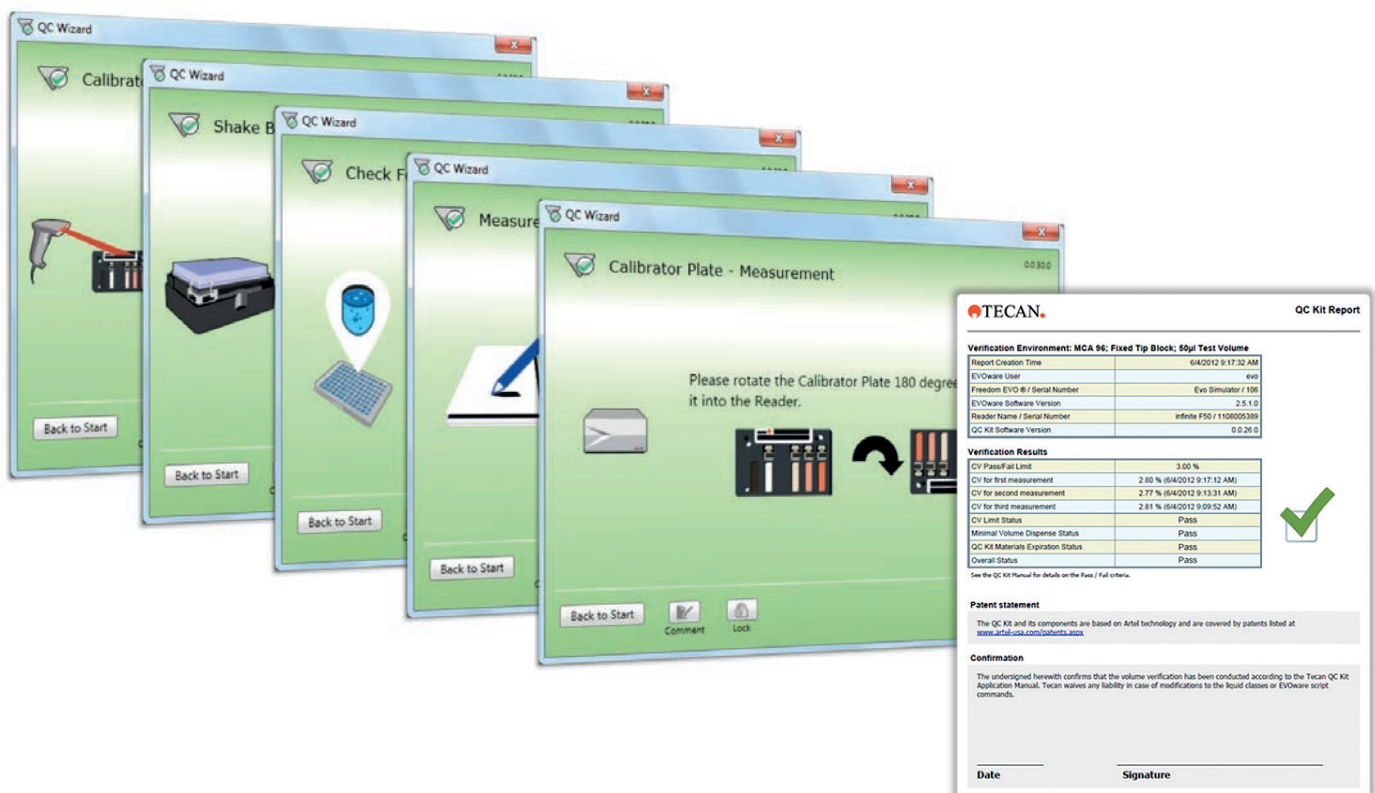 QC Wizard
Calibrat
Back to Start
QC Wizard
Shake B
Back to Start
QC Wizard
Check F
Back to Start
QC Wizard
Measure
Back to Start
QC Wizard
Calibrator Plate - Measurement
0.0.30.0
Please rotate the Calibrator Plate 180 degree
it into the Reader.
Back to Start
Comment
Lock
TECAN.
QC Kit Report
Verification Environment: MCA 96; Fixed Tip Block; 50µl Test Volume
Report Creation Time 6/4/2012 9:17:32 AM
EVOware User evo
Freedom EVO ® / Serial Number Evo Simulator / 106
EVOware Software Version 2.5.1.0
Reader Name / Serial Number infinite F50 / 1108005389
QC Kit Software Version 0.0.26.0
Verification Results
CV Pass/Fail Limit 3.00 %
CV for first measurement 2.80 % (6/4/2012 9:17:12 AM)
CV for second measurement 2.77 % (6/4/2012 9:13:31 AM)
CV for third measurement 2.81 % (6/4/2012 9:09:52 AM)
CV Limit Status Pass
Minimal Volume Dispense Status Pass
QC Kit Materials Expiration Status Pass
Overall Status Pass
See the QC Kit Manual for details on the Pass / Fail criteria.
Patent statement
The QC Kit and its components are based on Artel technology and are covered by patents listed at
www.artel-usa.com/patents.aspx
Confirmation
The undersigned herewith confirms that the volume verification has been conducted according to the Tecan QC Kit
Application Manual. Tecan waives any liability in case of modifications to the liquid classes or EVOware script
commands.
Date
Signature